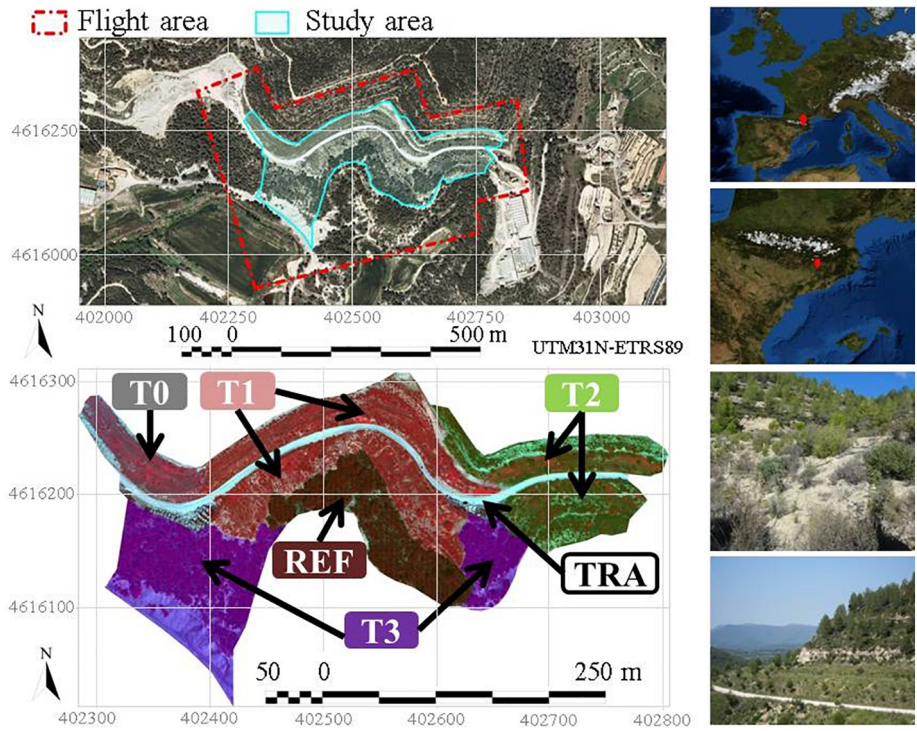 Flight area Study area
4616250
4616000
402000 402250 402500 402750 403000
N
100 0 500 m
UTM31N-ETRS89
4616300
T0 T1 T2
4616200
REF TRA
4616100
T3
N
50 0 250 m
402300 402400 402500 402600 402700 402800